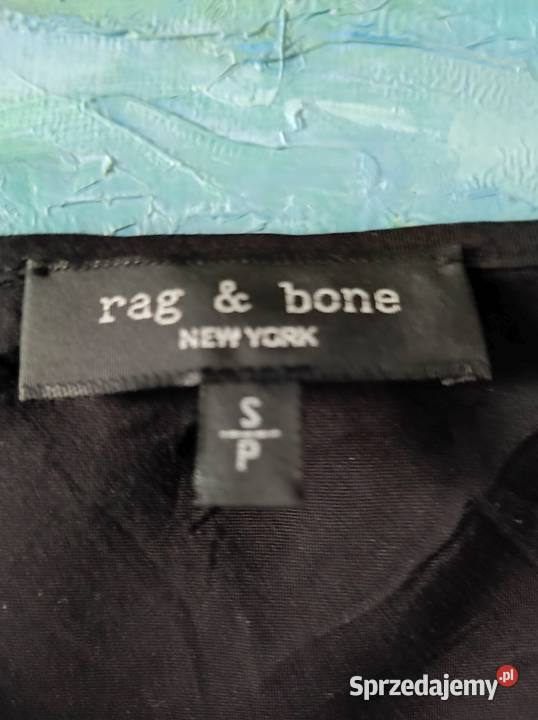 rag & bone
NEW YORK
S
P
Sprzedajemy.pl